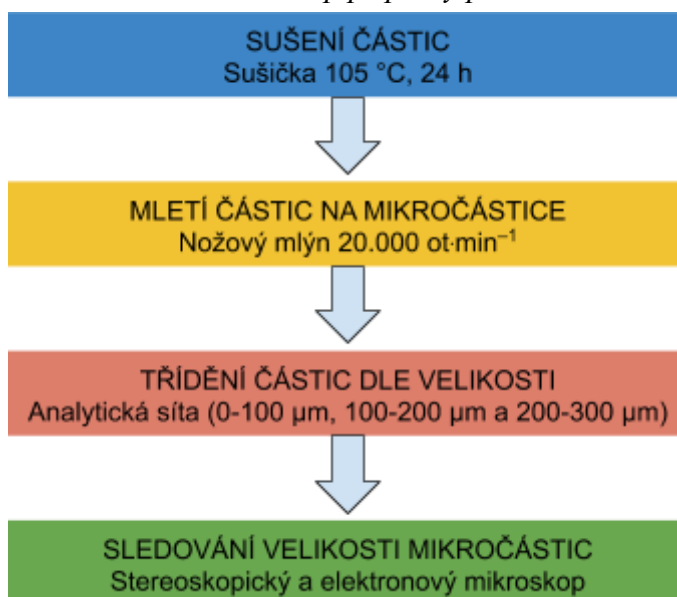 SUŠENÍ ČÁSTIC
Sušička 105 °C, 24 h
MLETÍ ČÁSTIC NA MIKROČÁSTICE
Nožový mlýn 20.000 ot·min⁻¹
TŘÍDĚNÍ ČÁSTIC DLE VELIKOSTI
Analytická síta (0-100 µm, 100-200 µm a 200-300 µm)
SLEDOVÁNÍ VELIKOSTI MIKROČÁSTIC
Stereoskopický a elektronový mikroskop